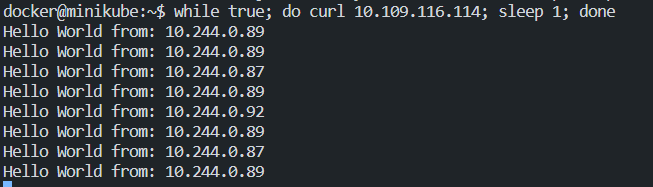 docker@minikube:~$ while true; do curl 10.109.116.114; sleep 1; done
Hello World from: 10.244.0.89
Hello World from: 10.244.0.89
Hello World from: 10.244.0.87
Hello World from: 10.244.0.89
Hello World from: 10.244.0.92
Hello World from: 10.244.0.89
Hello World from: 10.244.0.87
Hello World from: 10.244.0.89